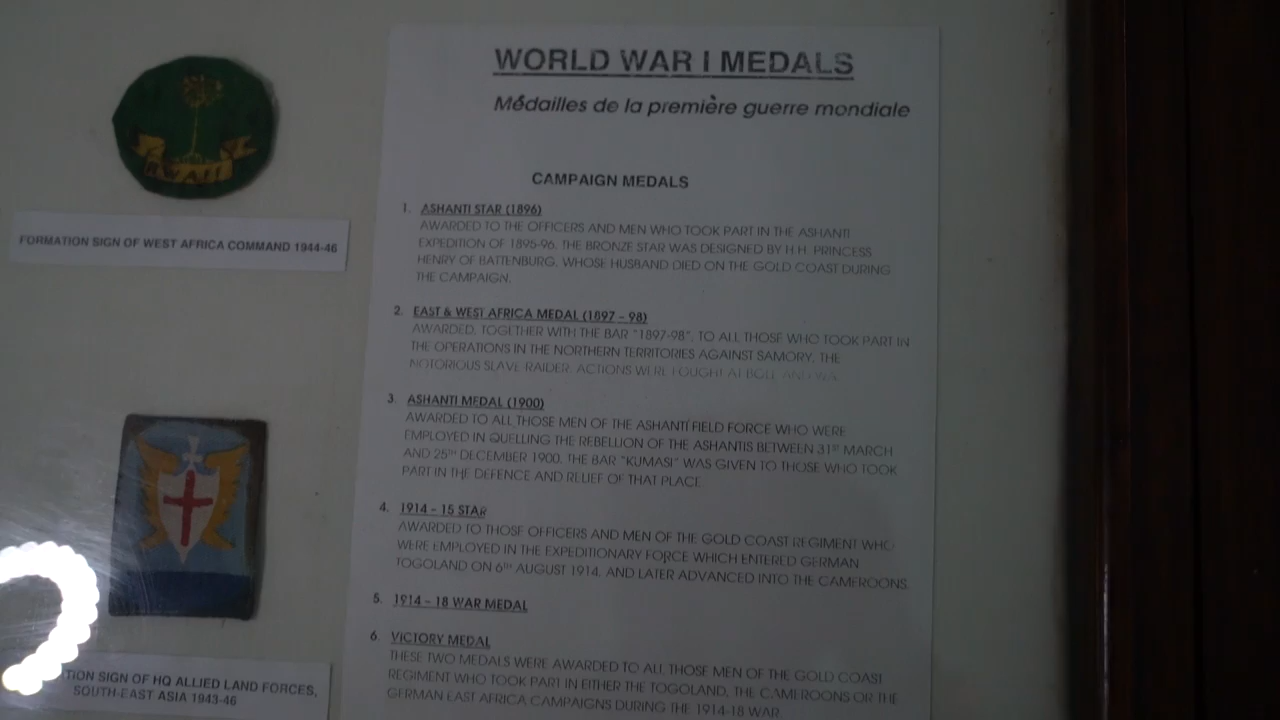 WORLD WAR I MEDALS
Médailles de la première guerre mondiale
CAMPAIGN MEDALS
1. ASHANTI STAR (1896)
AWARDED TO THE OFFICERS AND MEN WHO TOOK PART IN THE ASHANTI
EXPEDITION OF 1895-96. THE BRONZE STAR WAS DESIGNED BY H.H. PRINCESS
HENRY OF BATTENBURG, WHOSE HUSBAND DIED ON THE GOLD COAST DURING
THE CAMPAIGN.
2. EAST & WEST AFRICA MEDAL (1897 - 98)
AWARDED, TOGETHER WITH THE BAR "1897-98", TO ALL THOSE WHO TOOK PART IN
THE OPERATIONS IN THE NORTHERN TERRITORIES AGAINST SAMORY, THE
NOTORIOUS SLAVE RAIDER. ACTIONS WERE FOUGHT AT
3. ASHANTI MEDAL (1900)
AWARDED TO ALL THOSE MEN OF THE ASHANTI FIELD FORCE WHO WERE
EMPLOYED IN QUELLING THE REBELLION OF THE ASHANTIS BETWEEN 31ST MARCH
AND 25TH DECEMBER 1900. THE BAR "KUMASI" WAS GIVEN TO THOSE WHO TOOK
PART IN THE DEFENCE AND RELIEF OF THAT PLACE.
4. 1914 - 15 STAR
AWARDED TO THOSE OFFICERS AND MEN OF THE GOLD COAST REGIMENT WHO
WERE EMPLOYED IN THE EXPEDITIONARY FORCE WHICH ENTERED GERMAN
TOGOLAND ON 6TH AUGUST 1914, AND LATER ADVANCED INTO THE CAMEROONS.
5. 1914 - 18 WAR MEDAL
6. VICTORY MEDAL
THESE TWO MEDALS WERE AWARDED TO ALL THOSE MEN OF THE GOLD COAST
REGIMENT WHO TOOK PART IN EITHER THE TOGOLAND, THE CAMEROONS OR THE
GERMAN EAST AFRICA CAMPAIGNS DURING THE 1914-18 WAR
FORMATION SIGN OF WEST AFRICA COMMAND 1944-46
SIGN OF HQ ALLIED LAND FORCES,
SOUTH-EAST ASIA 1943-46